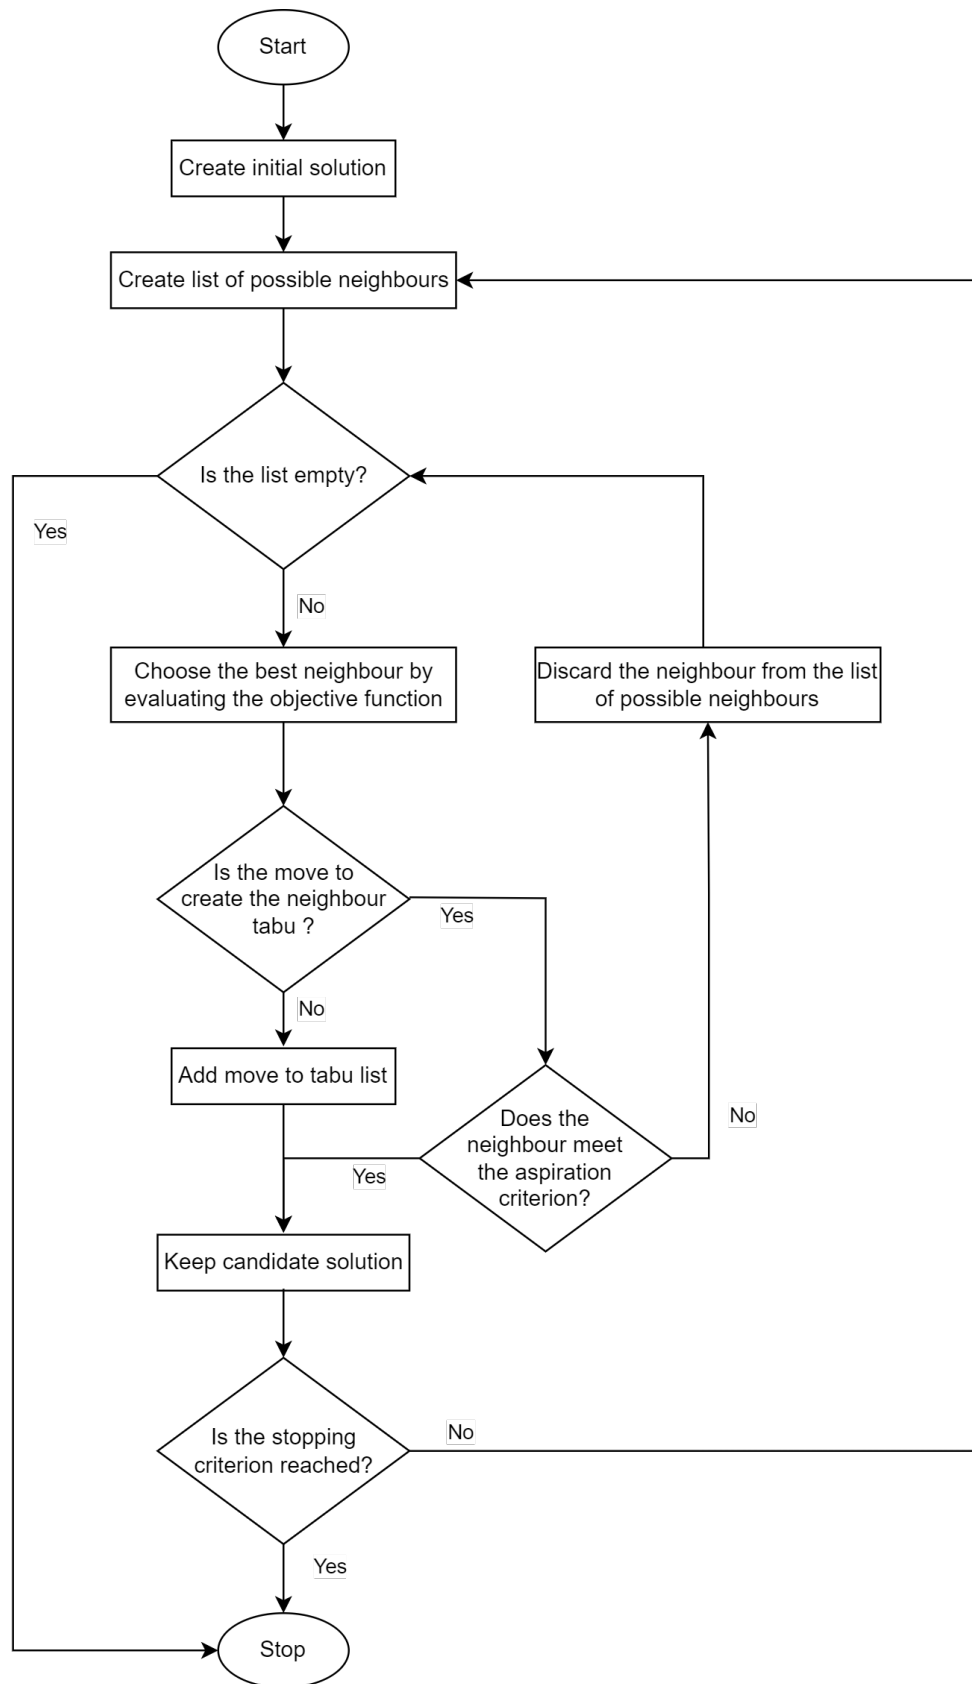 Start
Create initial solution
Create list of possible neighbours
Is the list empty?
Yes
No
Choose the best neighbour by
evaluating the objective function
Discard the neighbour from the list
of possible neighbours
Is the move to
create the neighbour
tabu ?
Yes
No
Add move to tabu list
Does the
neighbour meet
the aspiration
criterion?
No
Yes
Keep candidate solution
Is the stopping
criterion reached?
No
Yes
Stop